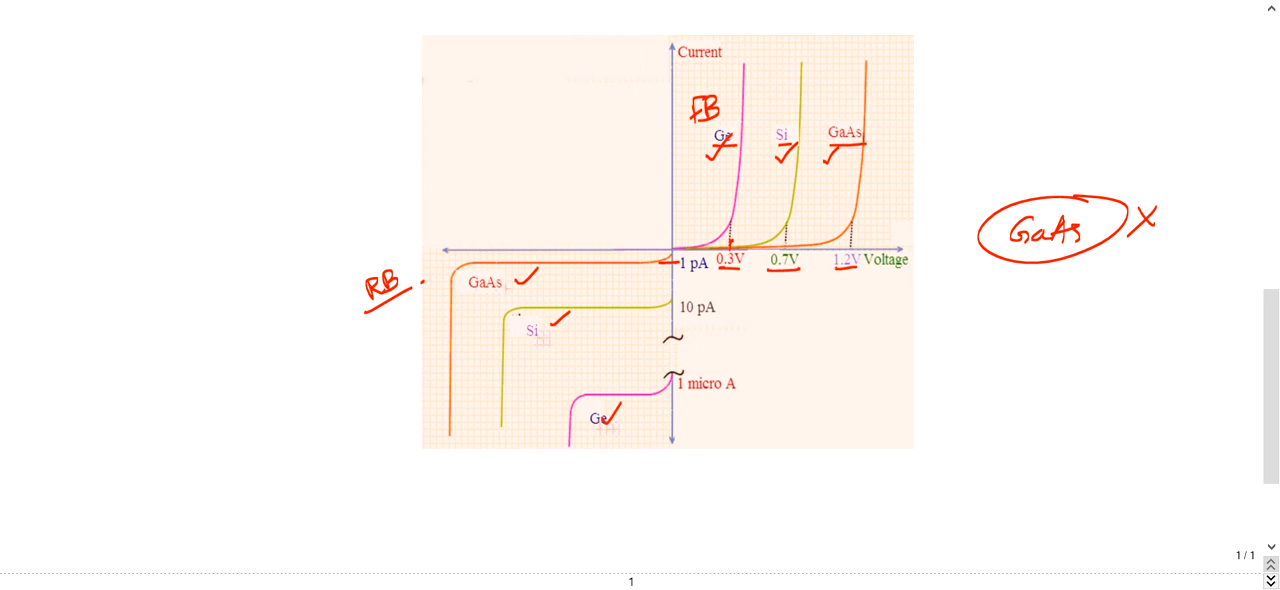 Current
FB
Ge
Si
GaAs
GaAs X
1 pA
0.3V
0.7V
1.2V
Voltage
RB
GaAs
10 pA
Si
1 micro A
Ge
1 / 1
1